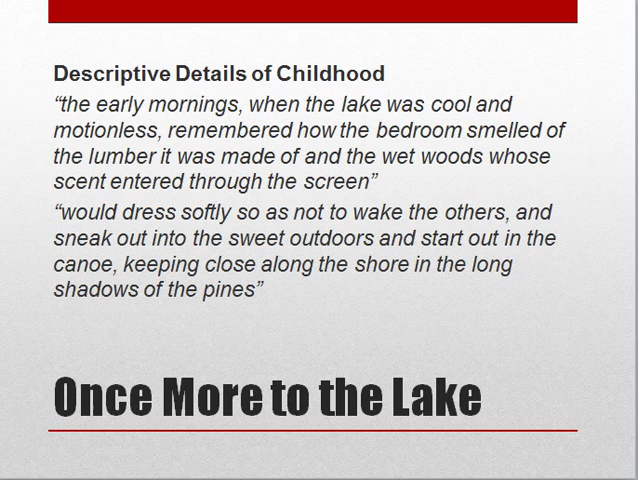 Descriptive Details of Childhood
“the early mornings, when the lake was cool and
motionless, remembered how the bedroom smelled of
the lumber it was made of and the wet woods whose
scent entered through the screen”
“would dress softly so as not to wake the others, and
sneak out into the sweet outdoors and start out in the
canoe, keeping close along the shore in the long
shadows of the pines”
Once More to the Lake